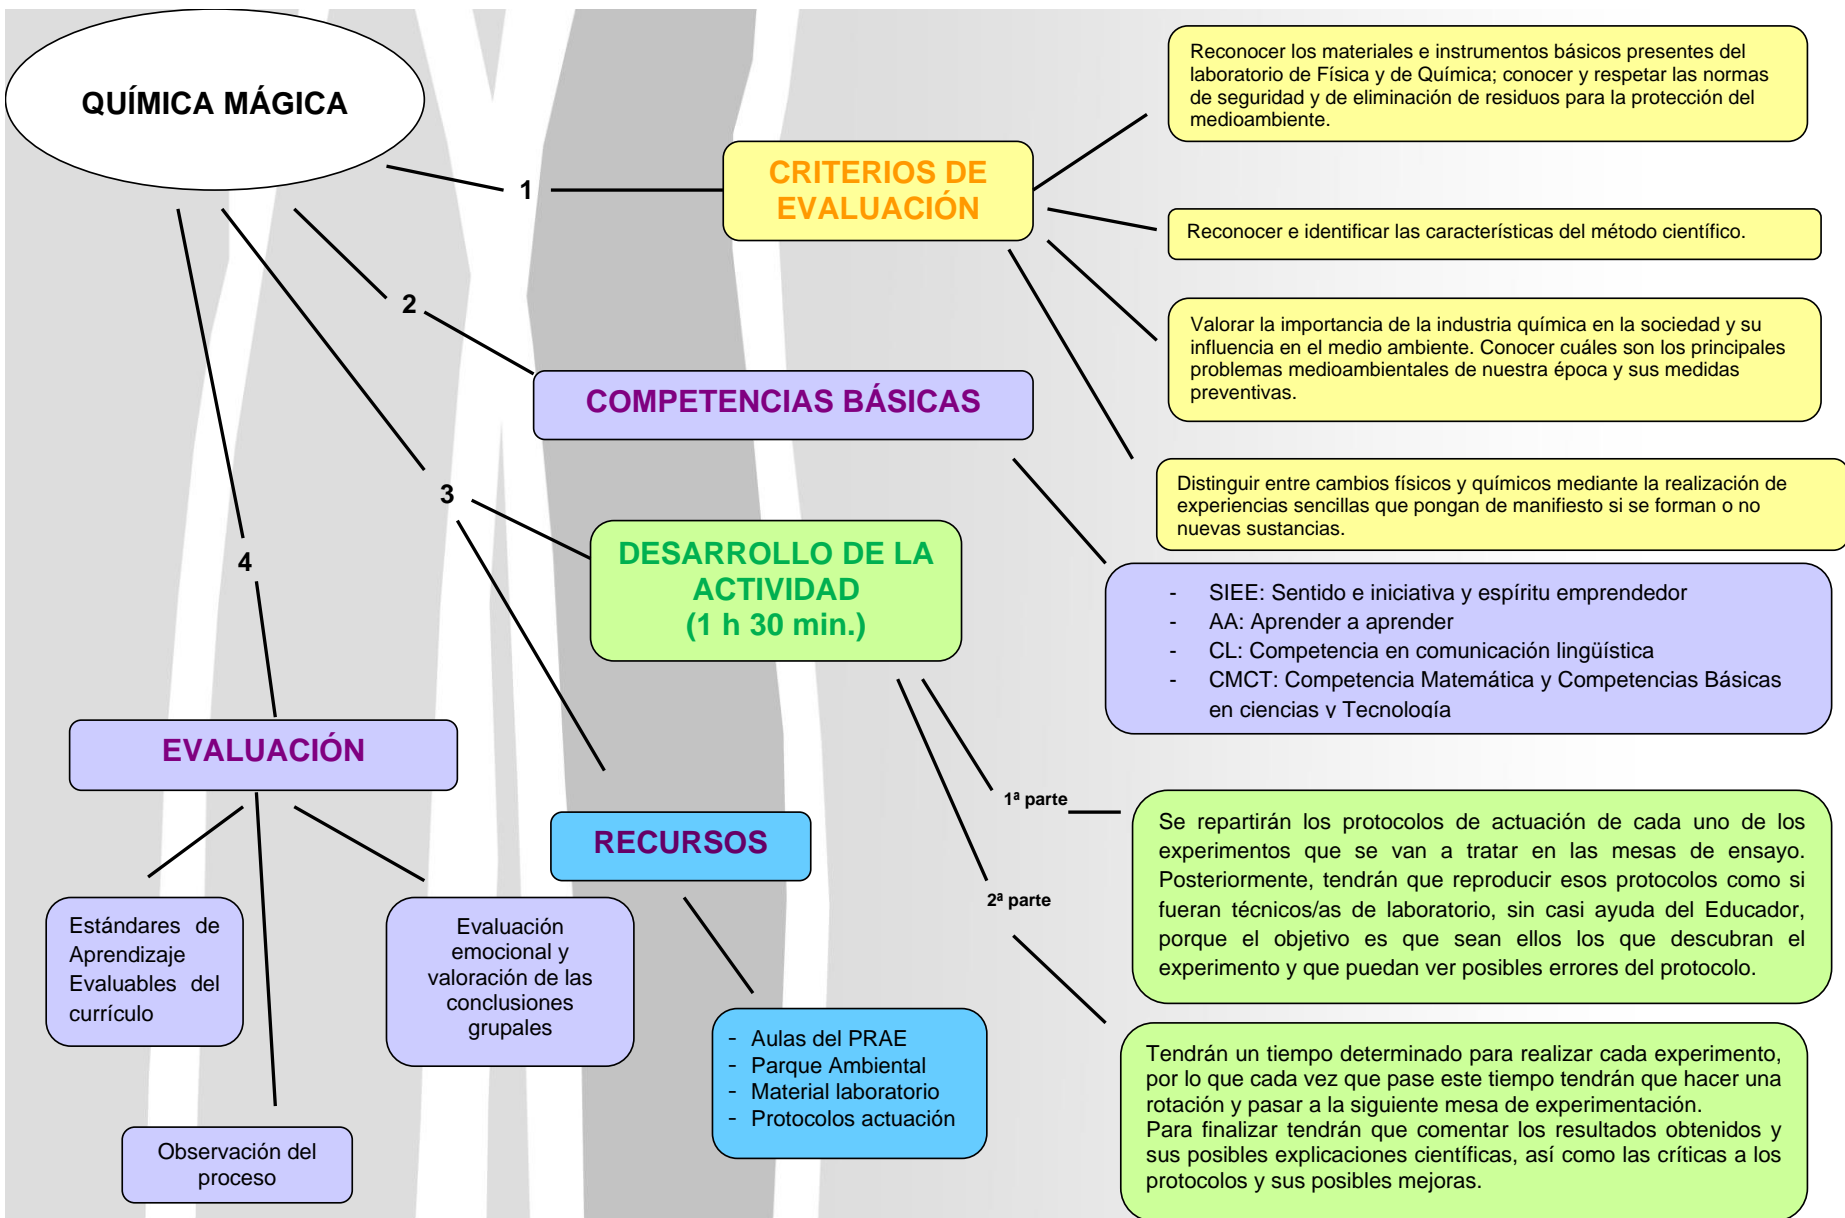 QUÍMICA MÁGICA
1
CRITERIOS DE
EVALUACIÓN
Reconocer los materiales e instrumentos básicos presentes del
laboratorio de Física y de Química; conocer y respetar las normas
de seguridad y de eliminación de residuos para la protección del
medioambiente.
Reconocer e identificar las características del método científico.
Valorar la importancia de la industria química en la sociedad y su
influencia en el medio ambiente. Conocer cuáles son los principales
problemas medioambientales de nuestra época y sus medidas
preventivas.
Distinguir entre cambios físicos y químicos mediante la realización de
experiencias sencillas que pongan de manifiesto si se forman o no
nuevas sustancias.
2
COMPETENCIAS BÁSICAS
- SIEE: Sentido e iniciativa y espíritu emprendedor
- AA: Aprender a aprender
- CL: Competencia en comunicación lingüística
- CMCT: Competencia Matemática y Competencias Básicas
en ciencias y Tecnología
3
DESARROLLO DE LA
ACTIVIDAD
(1 h 30 min.)
1ª parte
Se repartirán los protocolos de actuación de cada uno de los
experimentos que se van a tratar en las mesas de ensayo.
Posteriormente, tendrán que reproducir esos protocolos como si
fueran técnicos/as de laboratorio, sin casi ayuda del Educador,
porque el objetivo es que sean ellos los que descubran el
experimento y que puedan ver posibles errores del protocolo.
2ª parte
Tendrán un tiempo determinado para realizar cada experimento,
por lo que cada vez que pase este tiempo tendrán que hacer una
rotación y pasar a la siguiente mesa de experimentación.
Para finalizar tendrán que comentar los resultados obtenidos y
sus posibles explicaciones científicas, así como las críticas a los
protocolos y sus posibles mejoras.
RECURSOS
- Aulas del PRAE
- Parque Ambiental
- Material laboratorio
- Protocolos actuación
4
EVALUACIÓN
Estándares de
Aprendizaje
Evaluables del
currículo
Evaluación
emocional y
valoración de las
conclusiones
grupales
Observación del
proceso